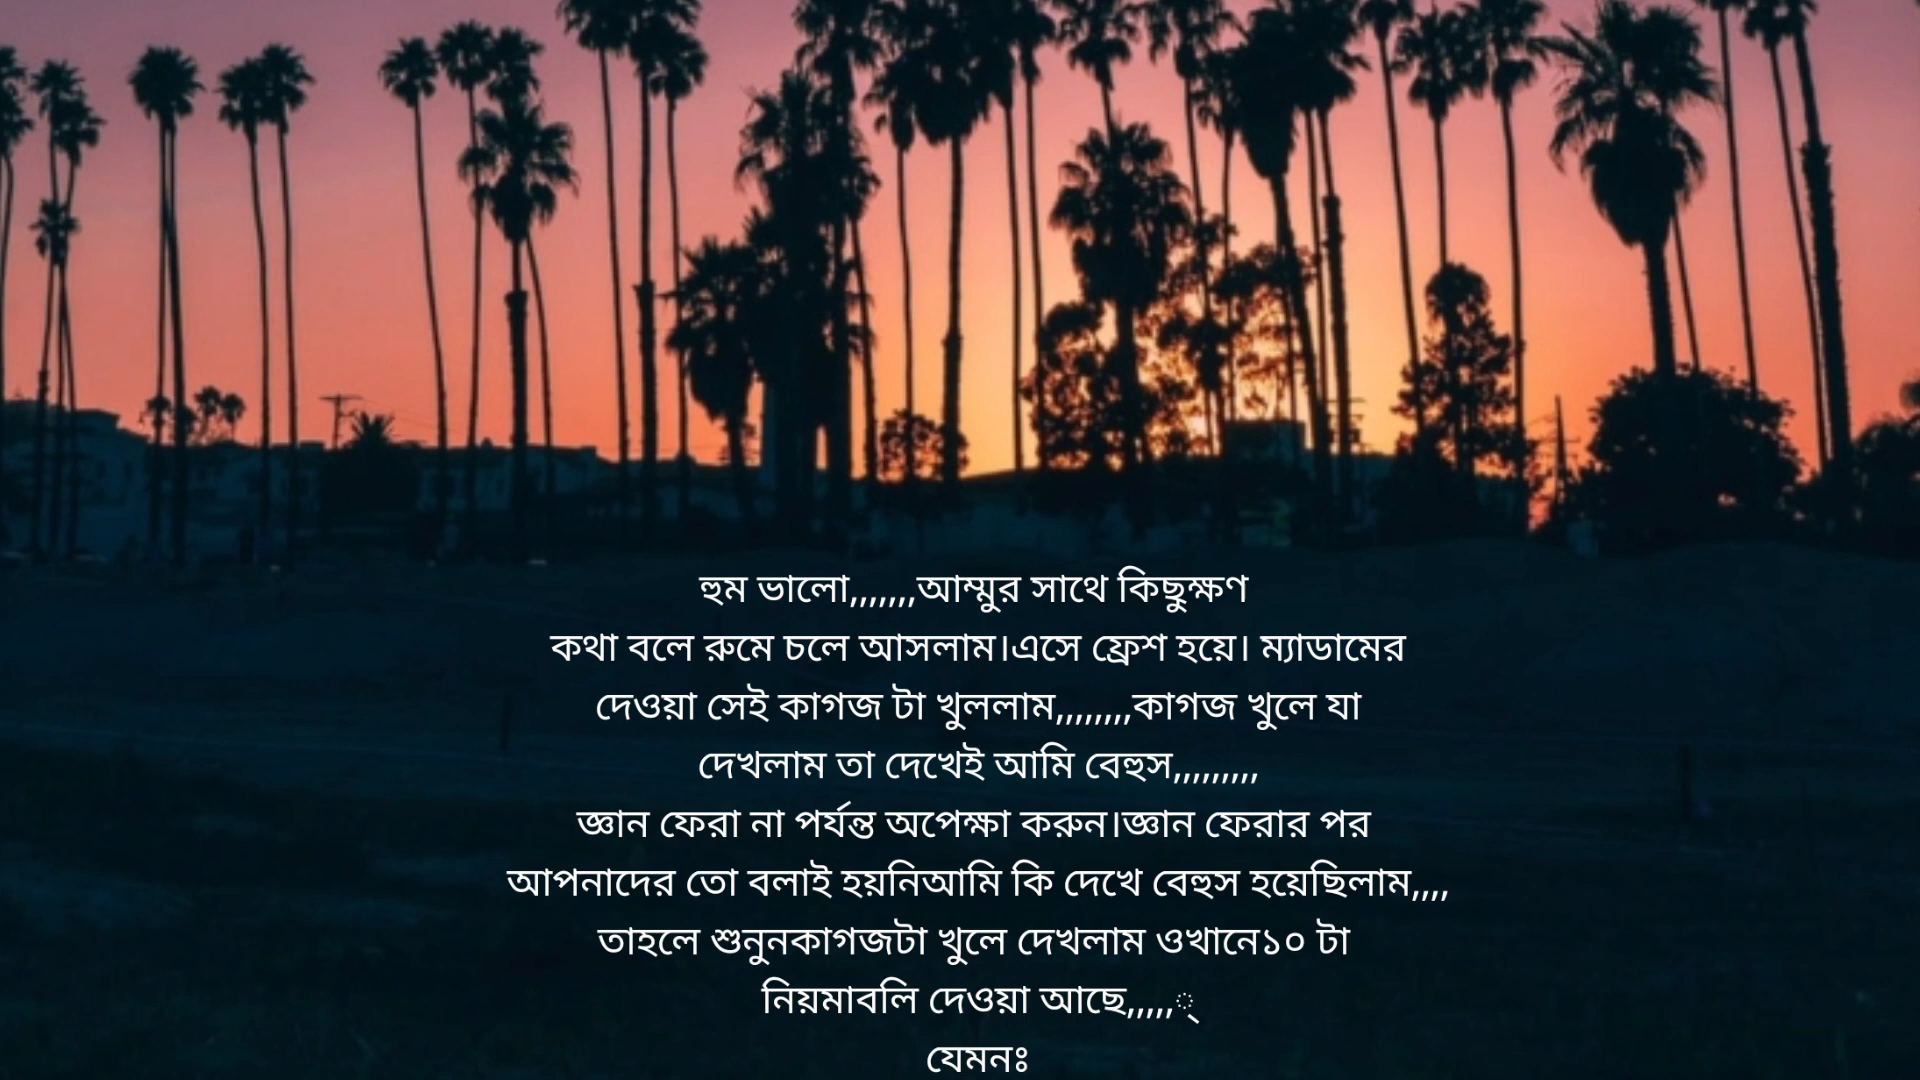 হুম ভালো,,,,,,,আম্মুর সাথে কিছুক্ষণ
কথা বলে রুমে চলে আসলাম।এসে ফ্রেশ হয়ে। ম্যাডামের
দেওয়া সেই কাগজ টা খুললাম,,,,,,,,কাগজ খুলে যা
দেখলাম তা দেখেই আমি বেহুস,,,,,,,,,
জ্ঞান ফেরা না পর্যন্ত অপেক্ষা করুন।জ্ঞান ফেরার পর
আপনাদের তো বলাই হয়নিআমি কি দেখে বেহুস হয়েছিলাম,,,,
তাহলে শুনুনকাগজটা খুলে দেখলাম ওখানে১০ টা
নিয়মাবলি দেওয়া আছে,,,,,্
যেমনঃ